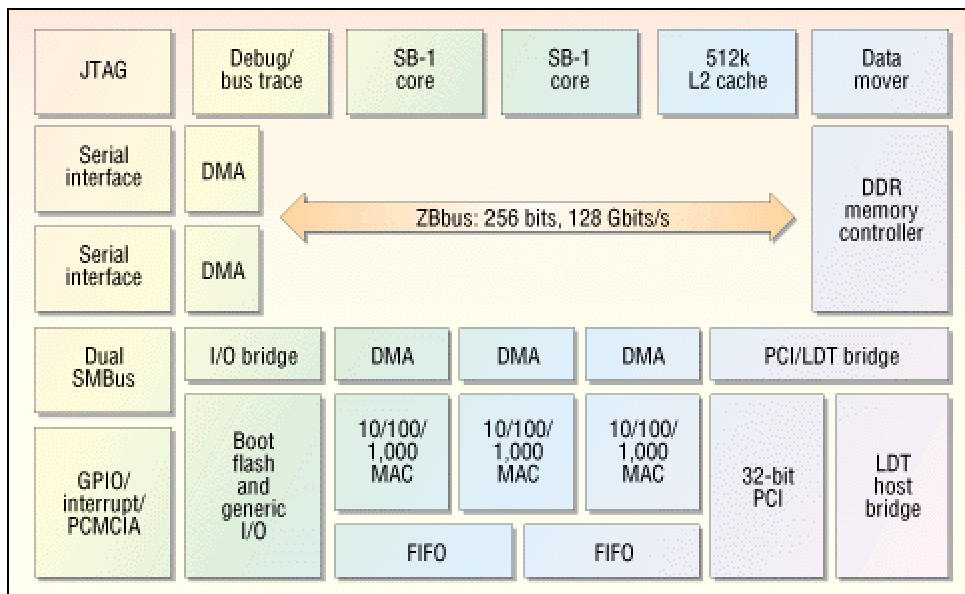 JTAG
Debug/
bus trace
SB-1
core
SB-1
core
512k
L2 cache
Data
mover
Serial
interface
DMA
ZBbus: 256 bits, 128 Gbits/s
DDR
memory
controller
Serial
interface
DMA
Dual
SMBus
I/O bridge
DMA
DMA
DMA
PCI/LDT bridge
GPIO/
interrupt/
PCMCIA
Boot
flash
and
generic
I/O
10/100/
1,000
MAC
10/100/
1,000
MAC
10/100/
1,000
MAC
32-bit
PCI
LDT
host
bridge
FIFO
FIFO